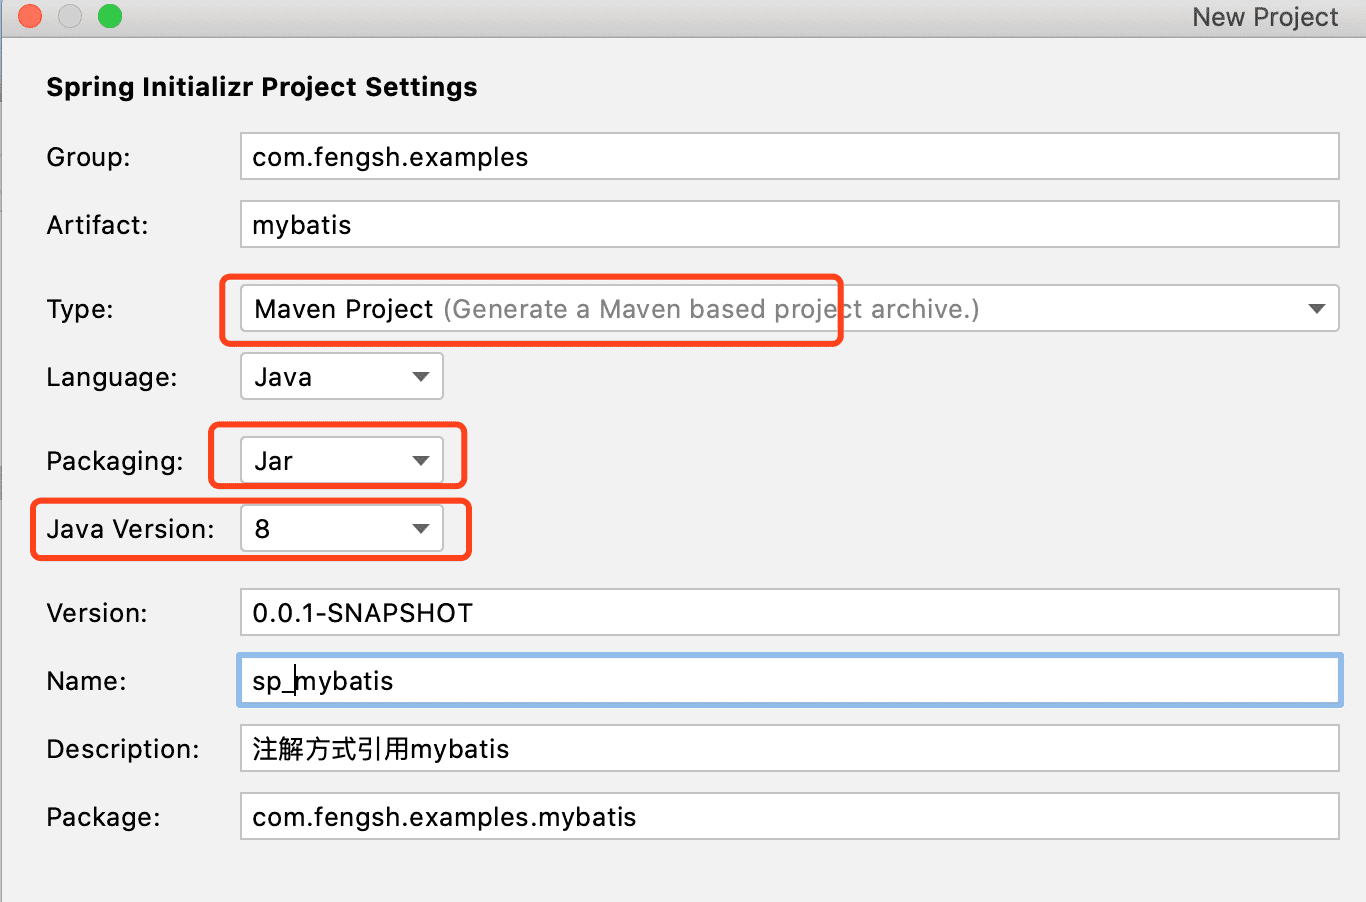 New Project
Spring Initializr Project Settings
Group: com.fengsh.examples
Artifact: mybatis
Type: Maven Project (Generate a Maven based project archive.)
Language: Java
Packaging: Jar
Java Version: 8
Version: 0.0.1-SNAPSHOT
Name: sp_mybatis
Description: 注解方式引用mybatis
Package: com.fengsh.examples.mybatis